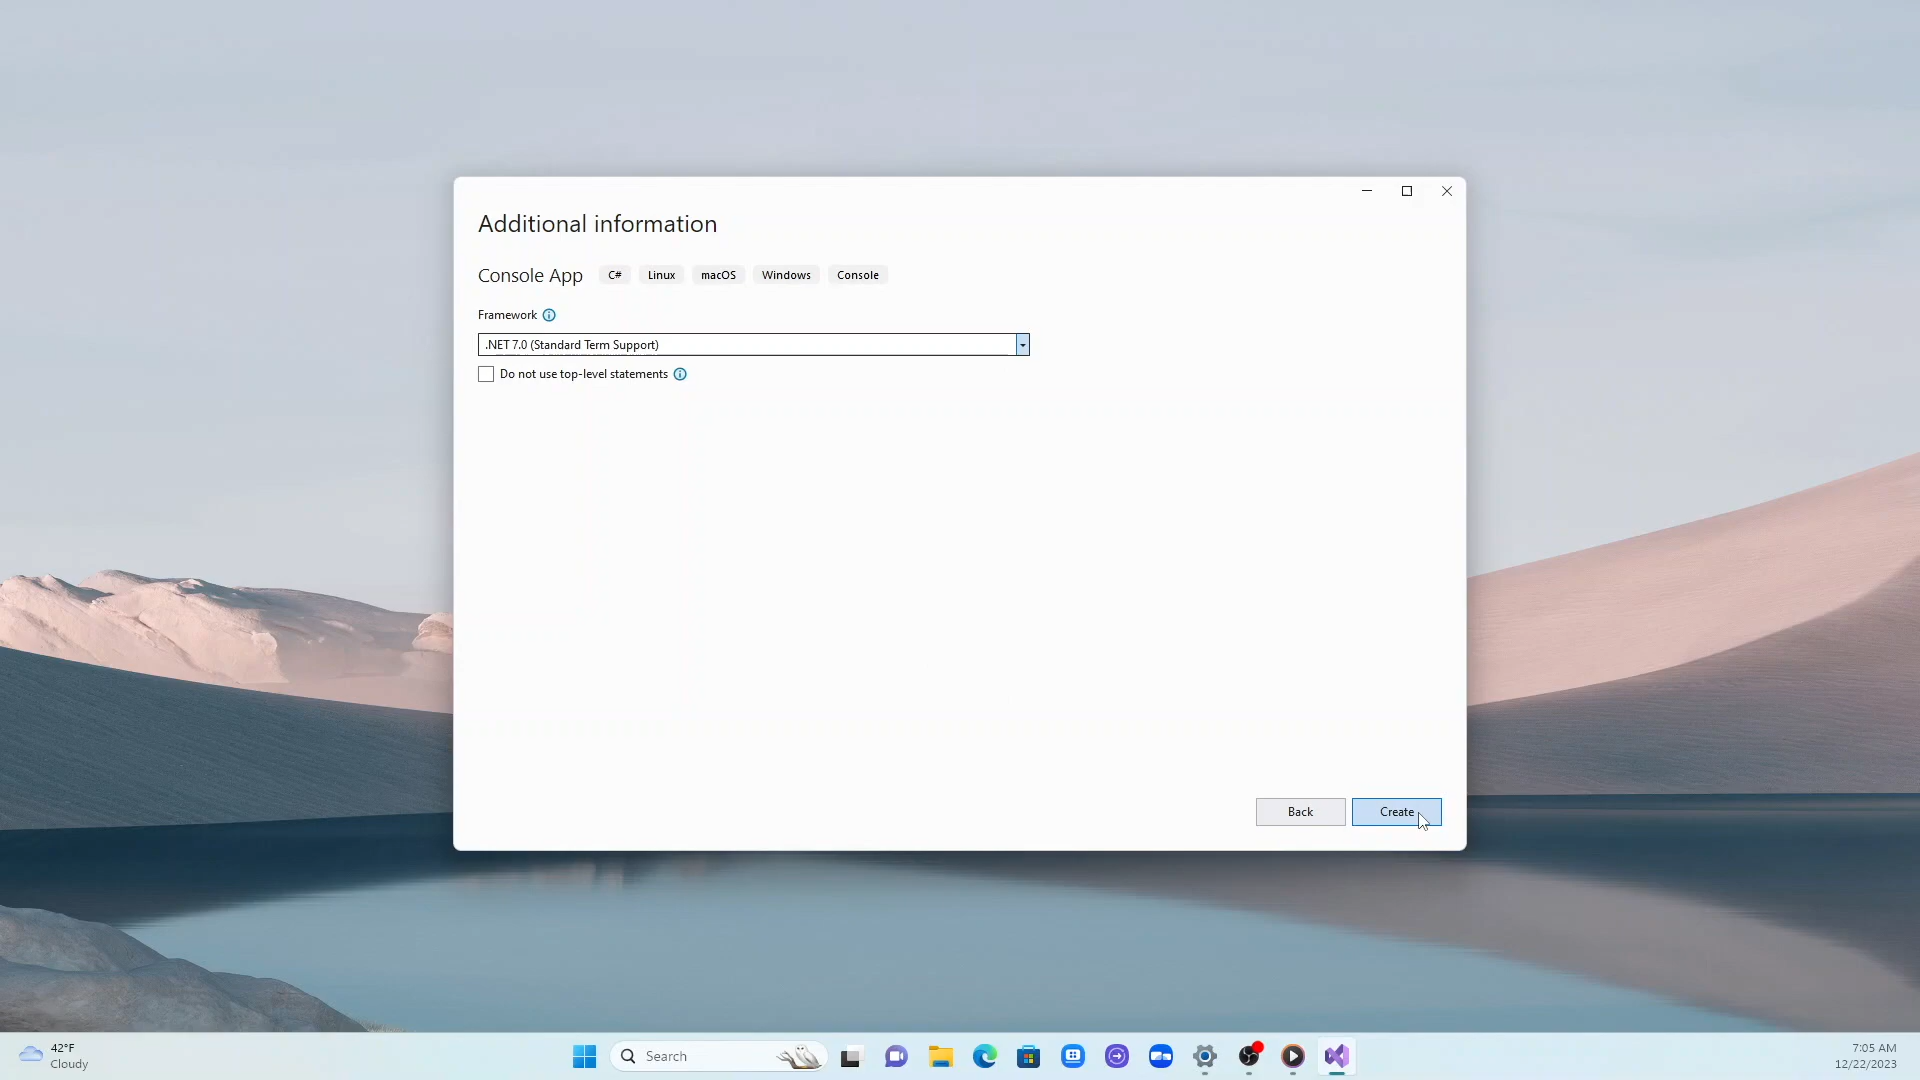 Additional information
Console App C# Linux macOS Windows Console
Framework
.NET 7.0 (Standard Term Support)
Do not use top-level statements
Back Create
42°F
Cloudy
Search
7:05 AM
12/22/2023